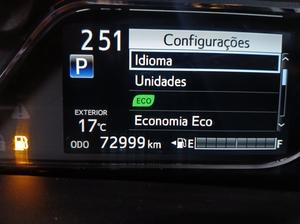 251
Configurações
P
Idioma
Unidades
ECO
Economia Eco
EXTERIOR
17°C
ODO 72999 km
E F